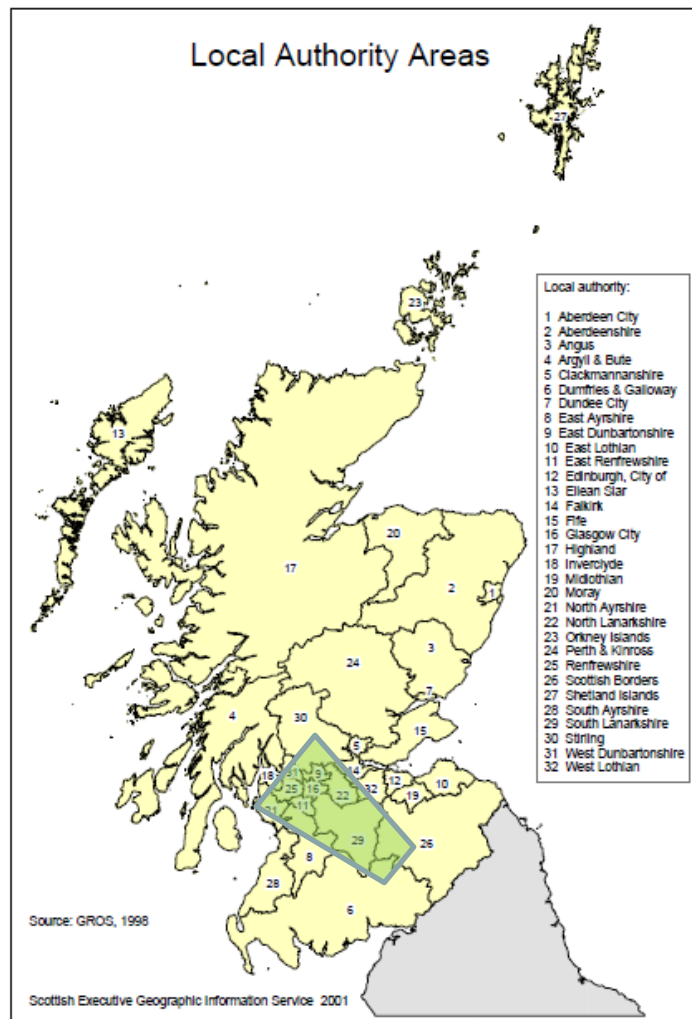 Local Authority Areas
27
23
Local authority:
1 Aberdeen City
2 Aberdeenshire
3 Angus
4 Argyll & Bute
5 Clackmannanshire
6 Dumfries & Galloway
7 Dundee City
8 East Ayrshire
9 East Dunbartonshire
10 East Lothian
11 East Renfrewshire
12 Edinburgh, City of
13 Eilean Siar
14 Falkirk
15 Fife
16 Glasgow City
17 Highland
18 Inverclyde
19 Midlothian
20 Moray
21 North Ayrshire
22 North Lanarkshire
23 Orkney Islands
24 Perth & Kinross
25 Renfrewshire
26 Scottish Borders
27 Shetland Islands
28 South Ayrshire
29 South Lanarkshire
30 Stirling
31 West Dunbartonshire
32 West Lothian
13
20
17
2
1
3
24
7
4
30
15
5
18
31
9
14
12
10
25
16
22
32
19
21
11
29
26
8
28
6
Source: GROS, 1998
Scottish Executive Geographic Information Service 2001